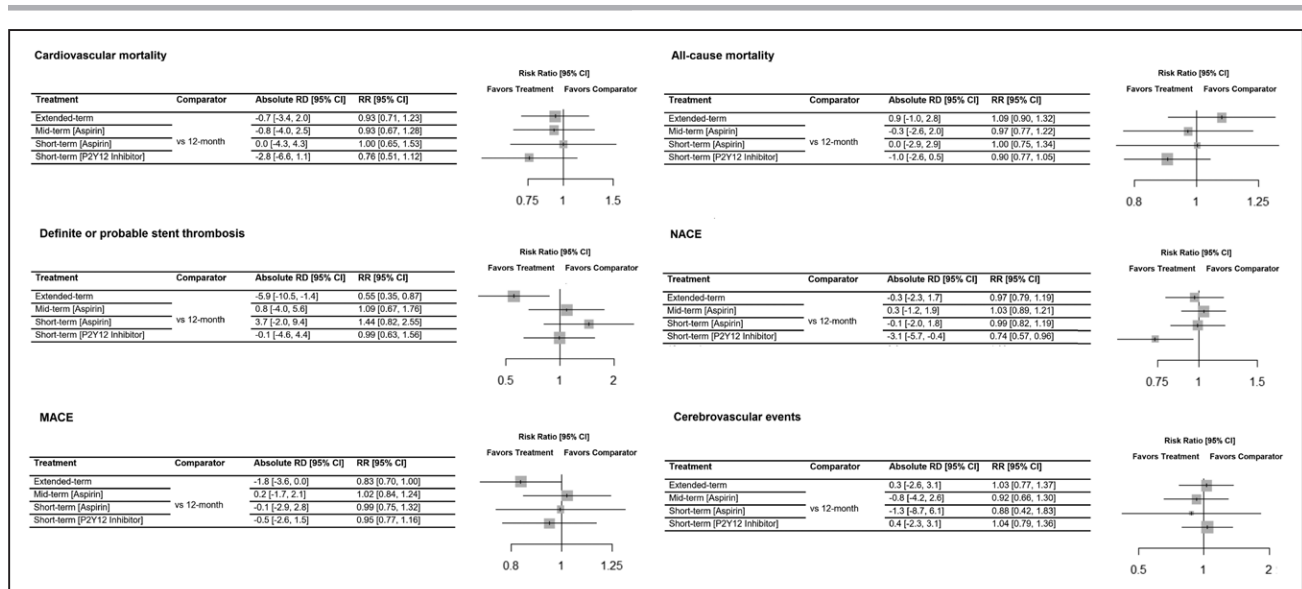 Cardiovascular mortality
Risk Ratio [95% CI]
Favors Treatment Favors Comparator
Treatment Comparator Absolute RD [95% CI] RR [95% CI]
Extended-term -0.7 [-3.4, 2.0] 0.93 [0.71, 1.23]
Mid-term [Aspirin] -0.8 [-4.0, 2.5] 0.93 [0.67, 1.28]
vs 12-month
Short-term [Aspirin] 0.0 [-4.3, 4.3] 1.00 [0.65, 1.53]
Short-term [P2Y12 Inhibitor] -2.8 [-6.6, 1.1] 0.76 [0.51, 1.12]
0.75 1 1.5
All-cause mortality
Risk Ratio [95% CI]
Favors Treatment Favors Comparator
Treatment Comparator Absolute RD [95% CI] RR [95% CI]
Extended-term 0.9 [-1.0, 2.8] 1.09 [0.90, 1.32]
Mid-term [Aspirin] -0.3 [-2.6, 2.0] 0.97 [0.77, 1.22]
vs 12-month
Short-term [Aspirin] 0.0 [-2.9, 2.9] 1.00 [0.75, 1.34]
Short-term [P2Y12 Inhibitor] -1.0 [-2.6, 0.5] 0.90 [0.77, 1.05]
0.8 1 1.25
Definite or probable stent thrombosis
Risk Ratio [95% CI]
Favors Treatment Favors Comparator
Treatment Comparator Absolute RD [95% CI] RR [95% CI]
Extended-term -5.9 [-10.5, -1.4] 0.55 [0.35, 0.87]
Mid-term [Aspirin] 0.8 [-4.0, 5.6] 1.09 [0.67, 1.76]
vs 12-month
Short-term [Aspirin] 3.7 [-2.0, 9.4] 1.44 [0.82, 2.55]
Short-term [P2Y12 Inhibitor] -0.1 [-4.6, 4.4] 0.99 [0.63, 1.56]
0.5 1 2
NACE
Risk Ratio [95% CI]
Favors Treatment Favors Comparator
Treatment Comparator Absolute RD [95% CI] RR [95% CI]
Extended-term -0.3 [-2.3, 1.7] 0.97 [0.79, 1.19]
Mid-term [Aspirin] 0.3 [-1.2, 1.9] 1.03 [0.89, 1.21]
vs 12-month
Short-term [Aspirin] -0.1 [-2.0, 1.8] 0.99 [0.82, 1.19]
Short-term [P2Y12 Inhibitor] -3.1 [-5.7, -0.4] 0.74 [0.57, 0.96]
0.75 1 1.5
MACE
Risk Ratio [95% CI]
Favors Treatment Favors Comparator
Treatment Comparator Absolute RD [95% CI] RR [95% CI]
Extended-term -1.8 [-3.6, 0.0] 0.83 [0.70, 1.00]
Mid-term [Aspirin] 0.2 [-1.7, 2.1] 1.02 [0.84, 1.24]
vs 12-month
Short-term [Aspirin] -0.1 [-2.9, 2.8] 0.99 [0.75, 1.32]
Short-term [P2Y12 Inhibitor] -0.5 [-2.6, 1.5] 0.95 [0.77, 1.16]
0.8 1 1.25
Cerebrovascular events
Risk Ratio [95% CI]
Favors Treatment Favors Comparator
Treatment Comparator Absolute RD [95% CI] RR [95% CI]
Extended-term 0.3 [-2.6, 3.1] 1.03 [0.77, 1.37]
Mid-term [Aspirin] -0.8 [-4.2, 2.6] 0.92 [0.66, 1.30]
vs 12-month
Short-term [Aspirin] -1.3 [-8.7, 6.1] 0.88 [0.42, 1.83]
Short-term [P2Y12 Inhibitor] 0.4 [-2.3, 3.1] 1.04 [0.79, 1.36]
0.5 1 2